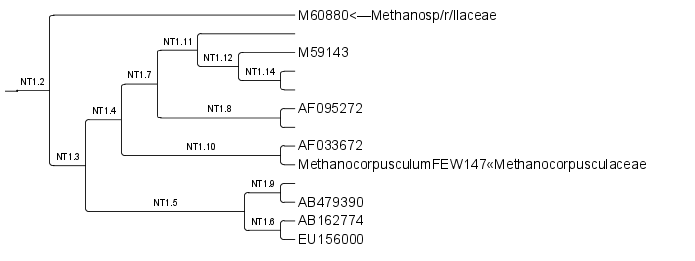 M60880<—Methanosp/r/llaceae
NT1.11
M59143
NT1.12
NT1.14
NT1.7
NT1.2
NT1.8
AF095272
NT1.4
AF033672
NT1.10
NT1.3
MethanocorpusculumFEW147«Methanocorpusculaceae
NT1.9
NT1.5
AB479390
NT1.6
AB162774
EU156000